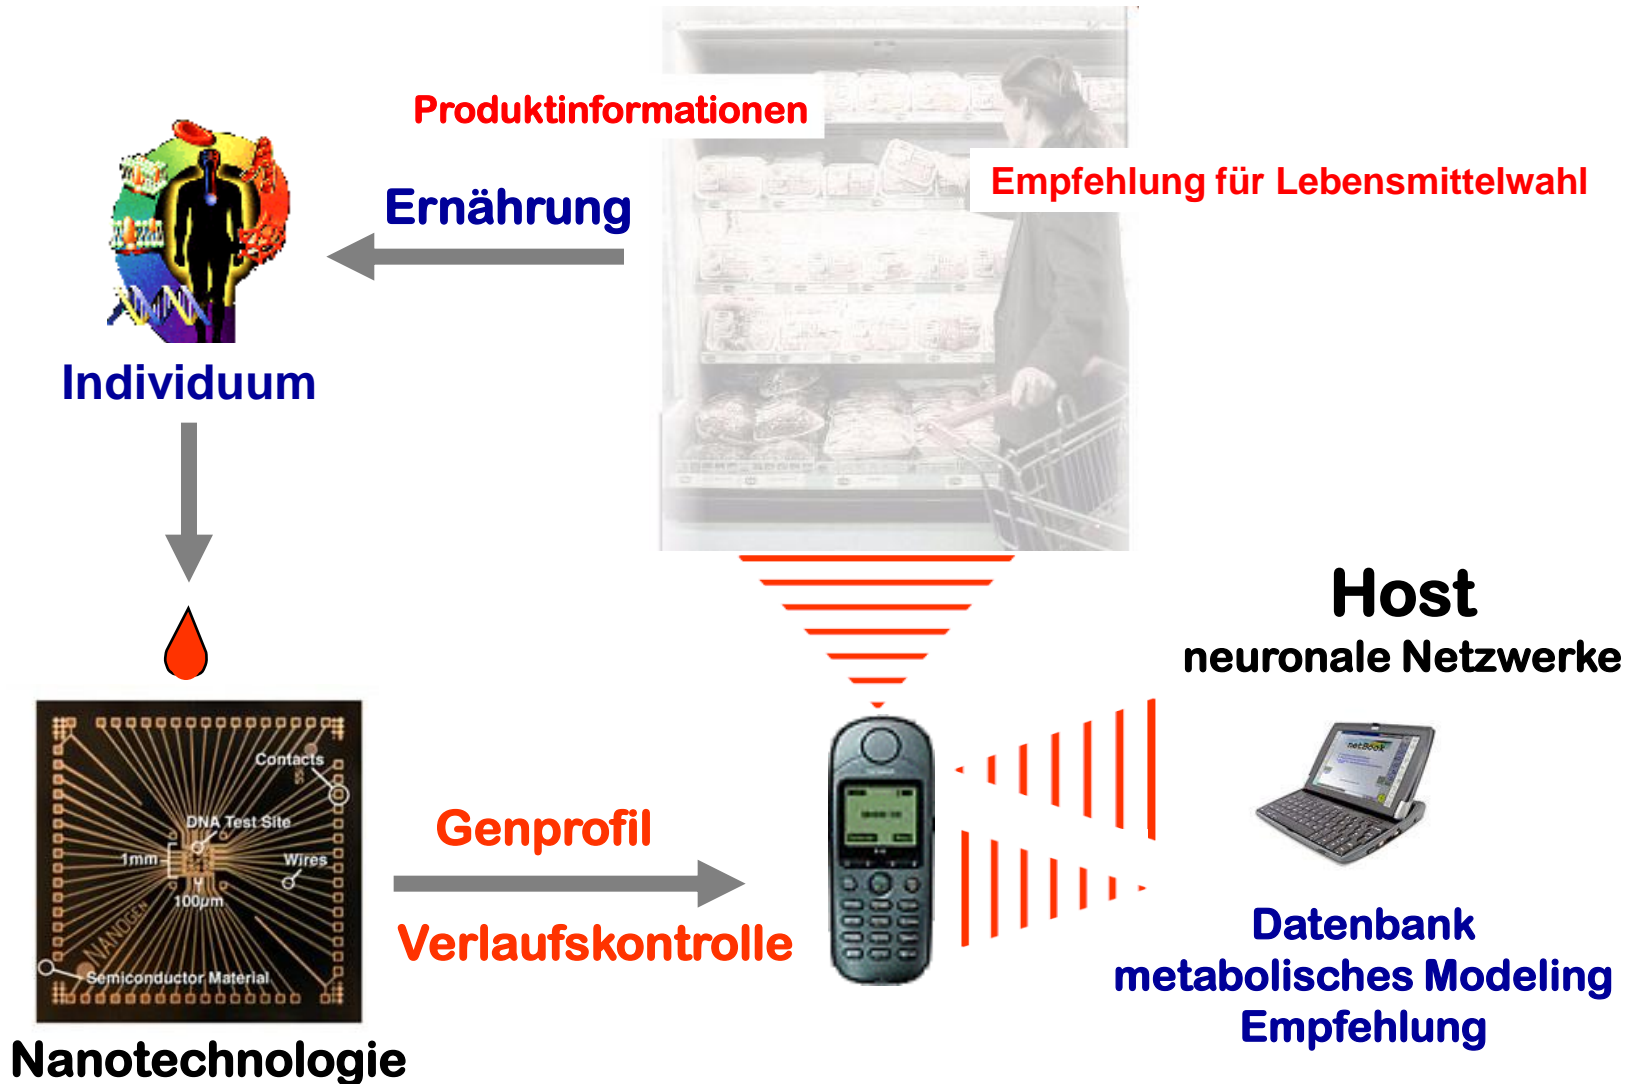 Produktinformationen
Empfehlung für Lebensmittelwahl
Ernährung
Individuum
Host
neuronale Netzwerke
netBook
Contacts
DNA Test Site
1mm
Wires
100µm
NANOGEN
Semiconductor Material
Genprofil
Verlaufskontrolle
Datenbank
metabolisches Modeling
Empfehlung
Nanotechnologie